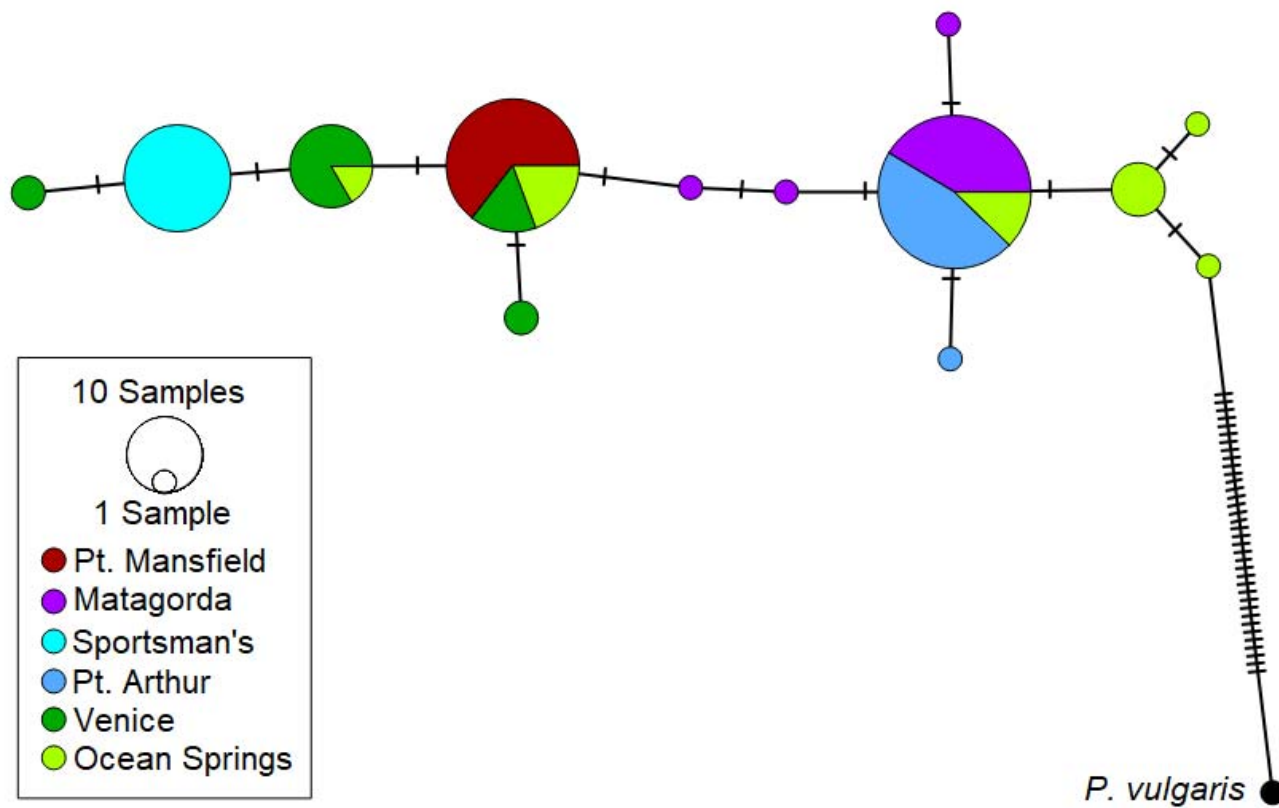 10 Samples
1 Sample
Pt. Mansfield
Matagorda
Sportsman's
Pt. Arthur
Venice
Ocean Springs
P. vulgaris